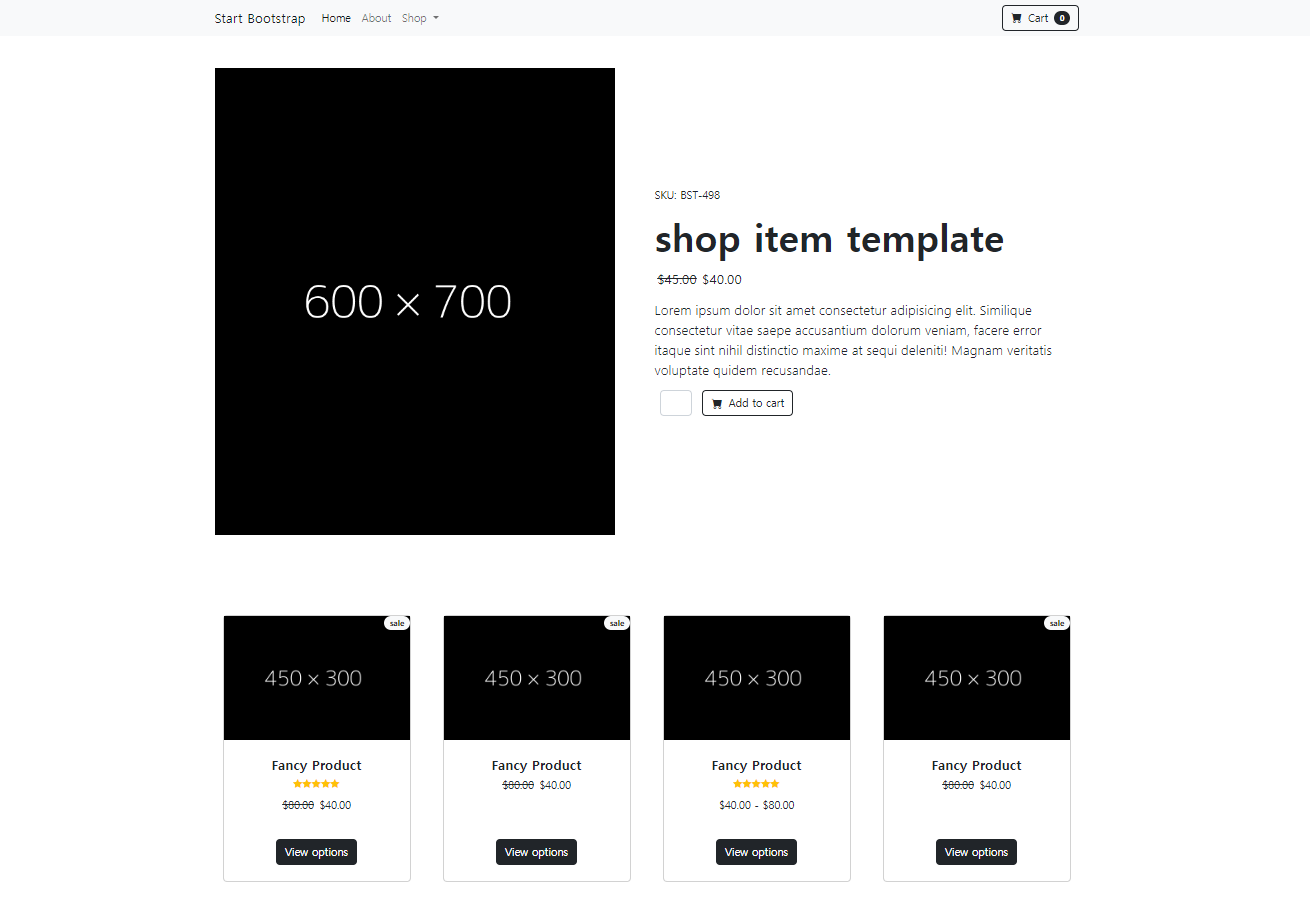 Start Bootstrap Home About Shop Cart 0
600 × 700
SKU: BST-498
shop item template
$45.00 $40.00
Lorem ipsum dolor sit amet consectetur adipisicing elit. Similique
consectetur vitae saepe accusantium dolorum veniam, facere error
itaque sint nihil distinctio maxime at sequi deleniti! Magnam veritatis
voluptate quidem recusandae.
Add to cart
sale
450 × 300
Fancy Product
$80.00 $40.00
View options
sale
450 × 300
Fancy Product
$80.00 $40.00
View options
450 × 300
Fancy Product
$40.00 - $80.00
View options
sale
450 × 300
Fancy Product
$80.00 $40.00
View options